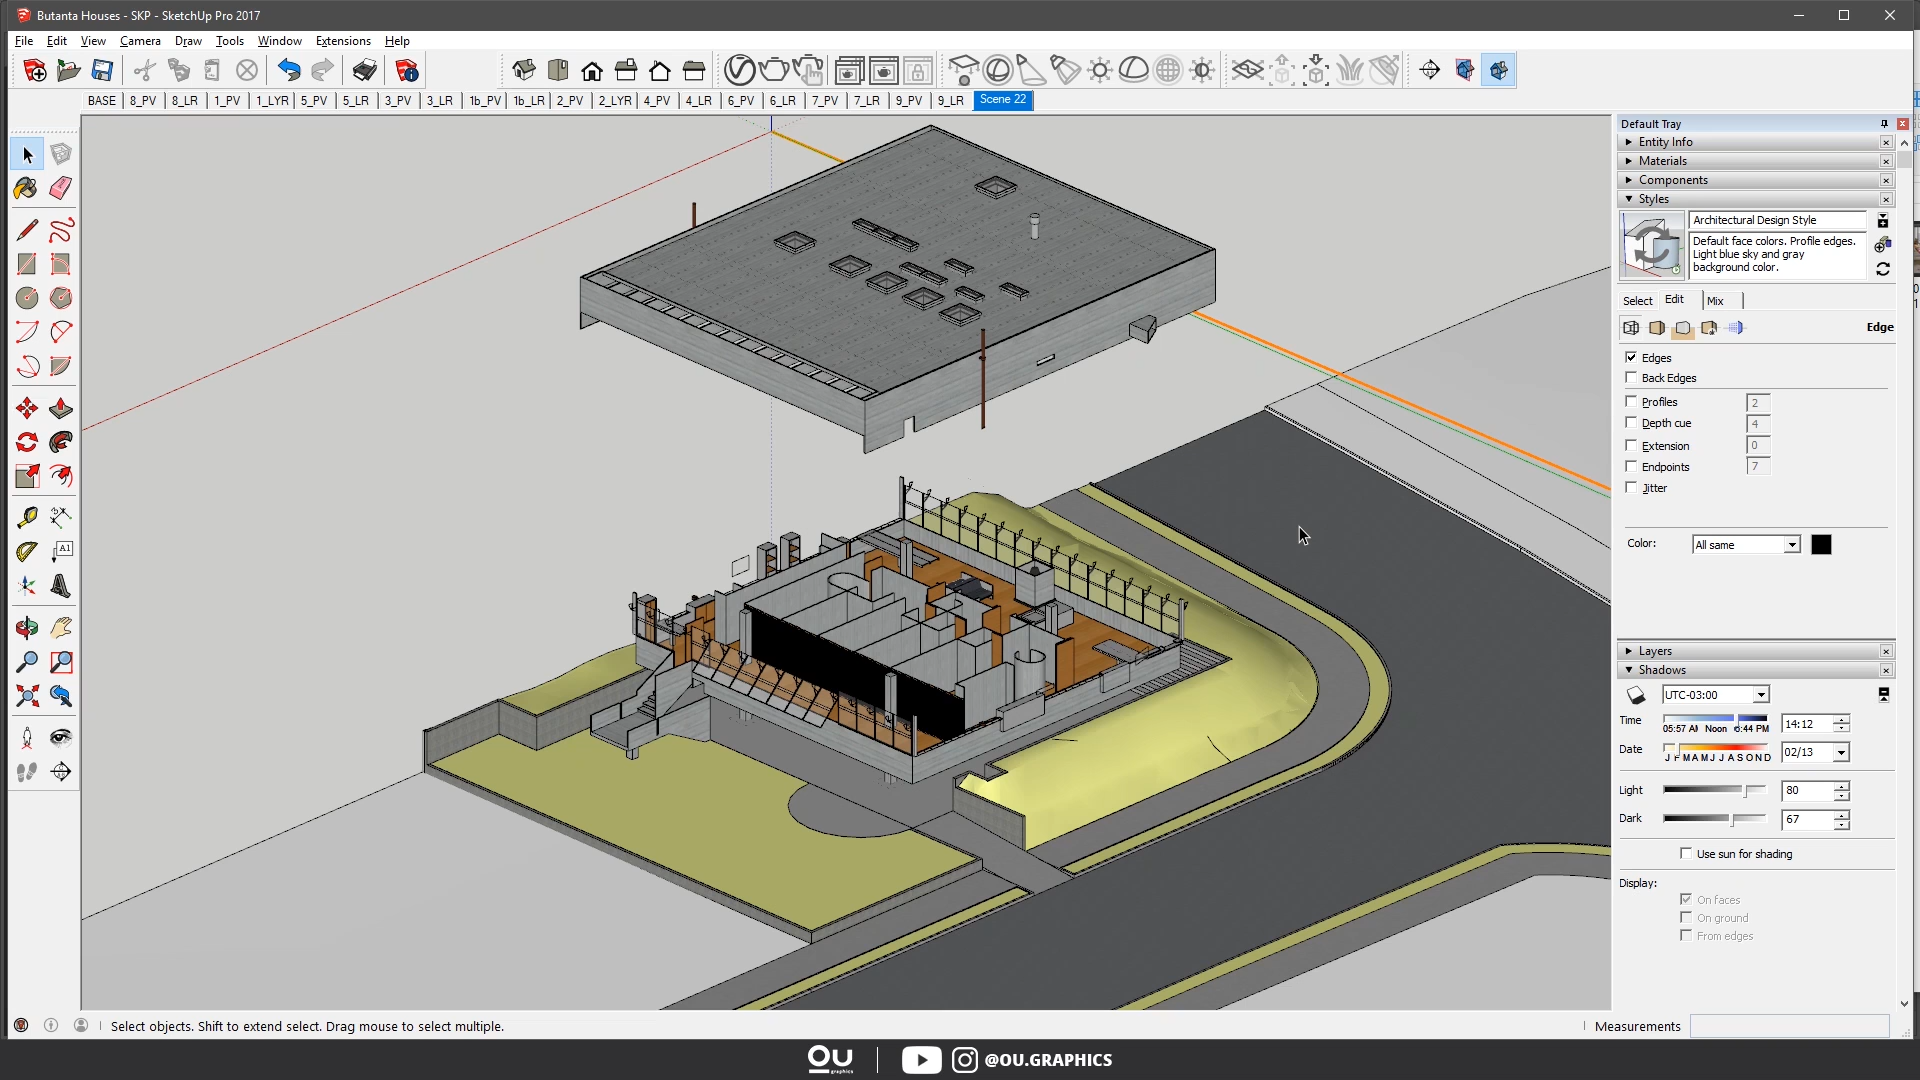 Butanta Houses - SKP - SketchUp Pro 2017
File Edit View Camera Draw Tools Window Extensions Help
BASE 8_PV 8_LR 1_PV 1_LYR 5_PV 5_LR 3_PV 3_LR 1b_PV 1b_LR 2_PV 2_LYR 4_PV 4_LR 6_PV 6_LR 7_PV 7_LR 9_PV 9_LR Scene 22
Default Tray
Entity Info
Materials
Components
Styles
Architectural Design Style
Default face colors. Profile edges.
Light blue sky and gray
background color.
Select Edit Mix
Edge
Edges
Back Edges
Profiles 2
Depth cue 4
Extension 0
Endpoints 7
Jitter
Color: All same
Layers
Shadows
UTC-03:00
Time 14:12
05:57 AM Noon 6:44 PM
Date 02/13
J F M A M J J A S O N D
Light 80
Dark 67
Use sun for shading
Display:
On faces
On ground
From edges
A1
Select objects. Shift to extend select. Drag mouse to select multiple.
Measurements
OU graphics @OU.GRAPHICS